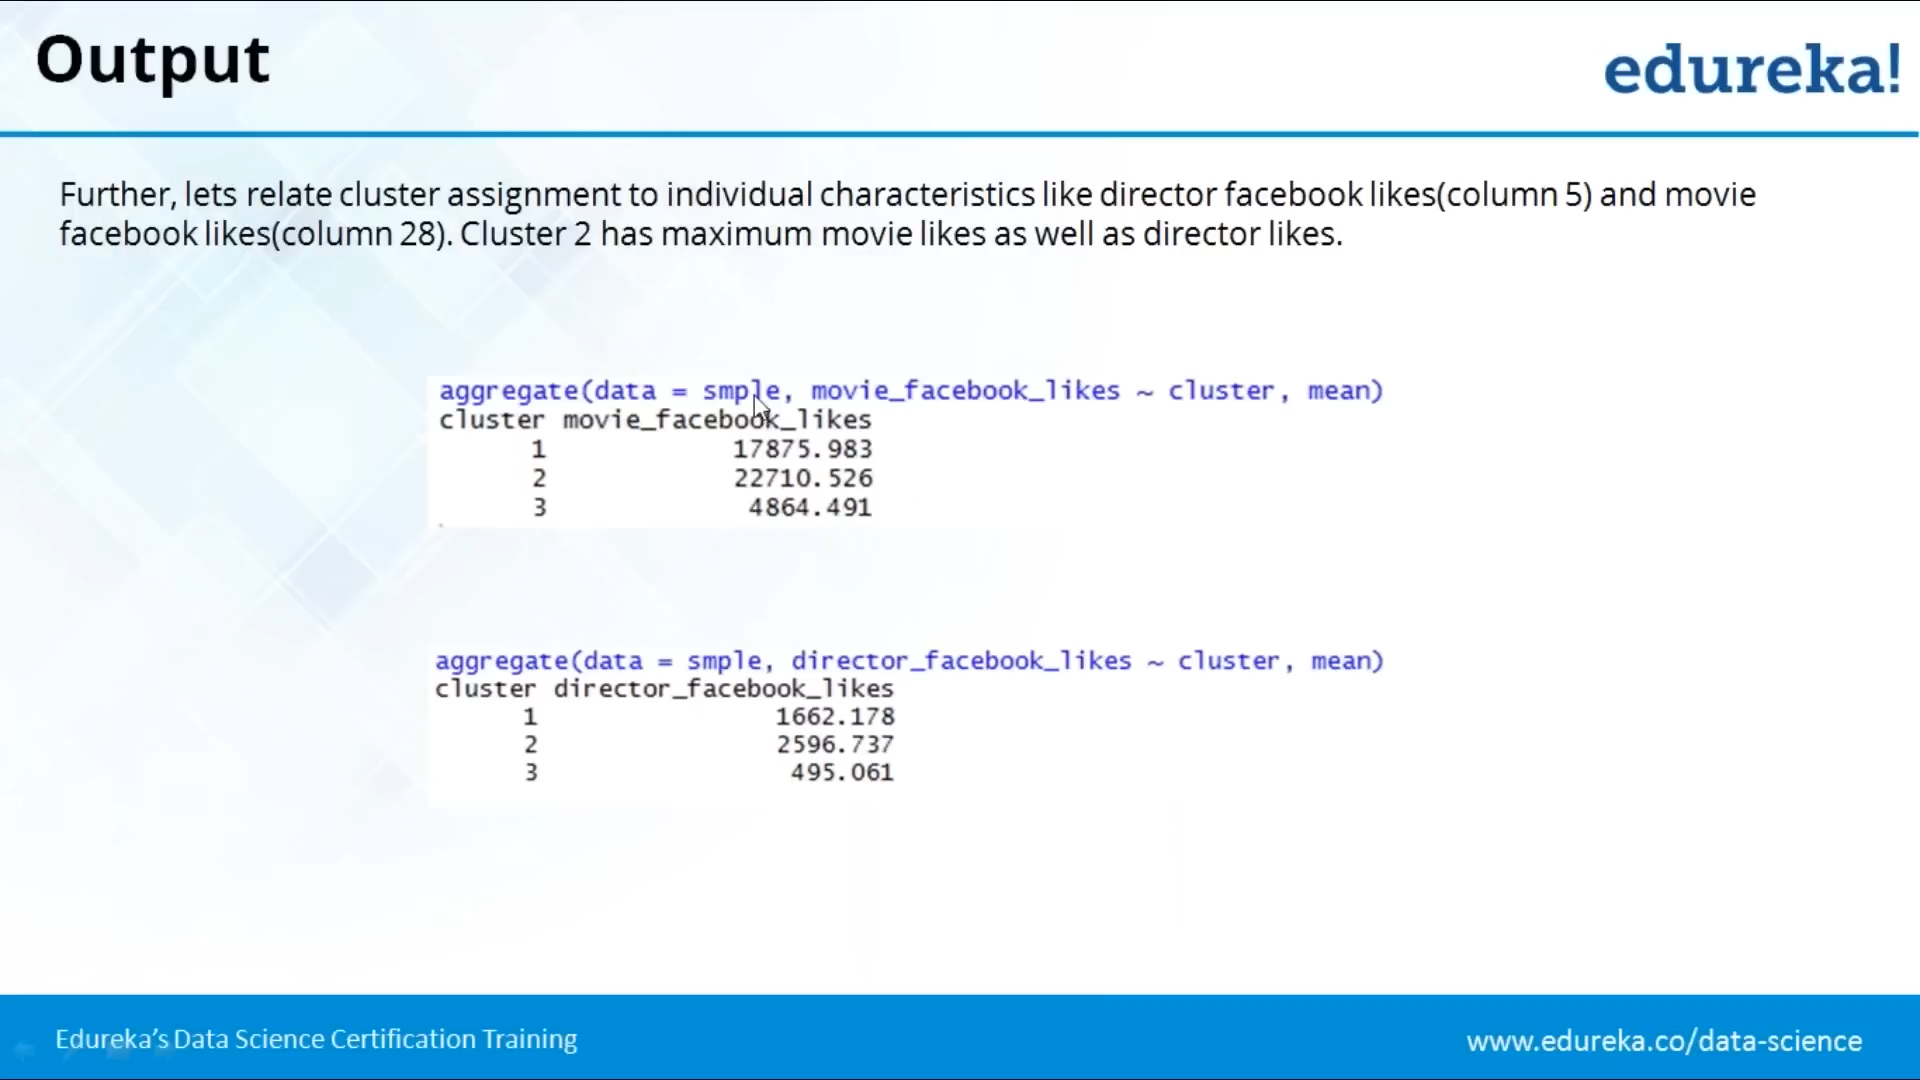 Output
edureka!
Further, lets relate cluster assignment to individual characteristics like director facebook likes(column 5) and movie
facebook likes(column 28). Cluster 2 has maximum movie likes as well as director likes.
aggregate(data = smple, movie_facebook_likes ~ cluster, mean)
cluster movie_facebook_likes
1 17875.983
2 22710.526
3 4864.491
aggregate(data = smple, director_facebook_likes ~ cluster, mean)
cluster director_facebook_likes
1 1662.178
2 2596.737
3 495.061
Edureka's Data Science Certification Training
www.edureka.co/data-science